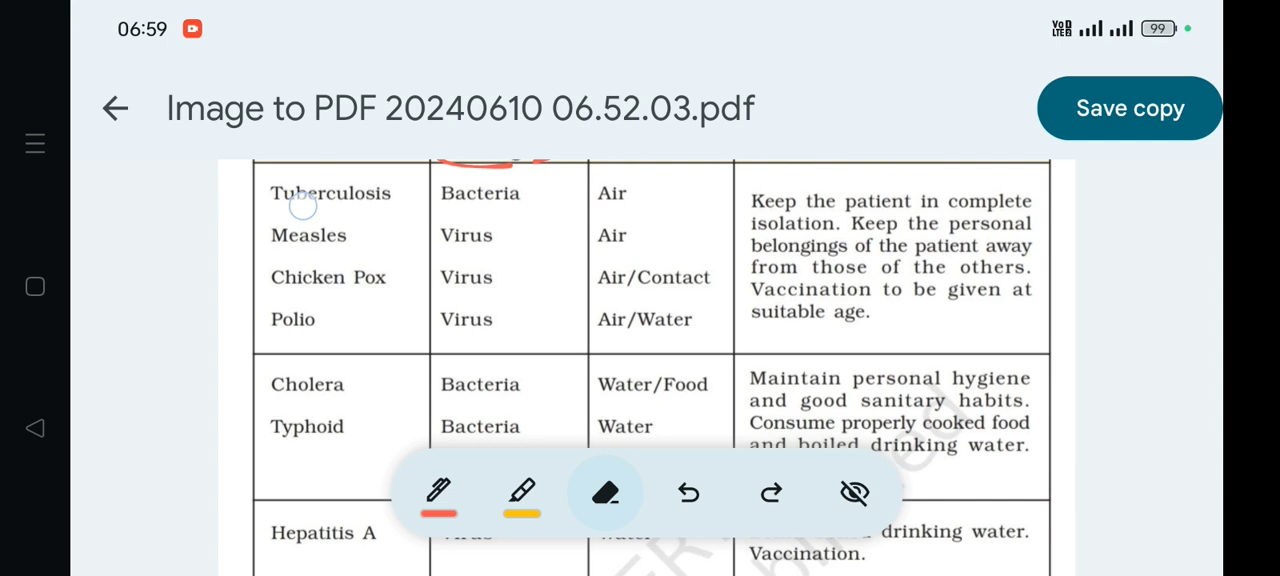 06:59
VoD LTE2 99
Image to PDF 20240610 06.52.03.pdf
Save copy
Tuberculosis Bacteria Air
Measles Virus Air
Chicken Pox Virus Air/Contact
Polio Virus Air/Water
Keep the patient in complete
isolation. Keep the personal
belongings of the patient away
from those of the others.
Vaccination to be given at
suitable age.
Cholera Bacteria Water/Food
Typhoid Bacteria Water
Maintain personal hygiene
and good sanitary habits.
Consume properly cooked food
and boiled drinking water.
Hepatitis A
drinking water.
Vaccination.